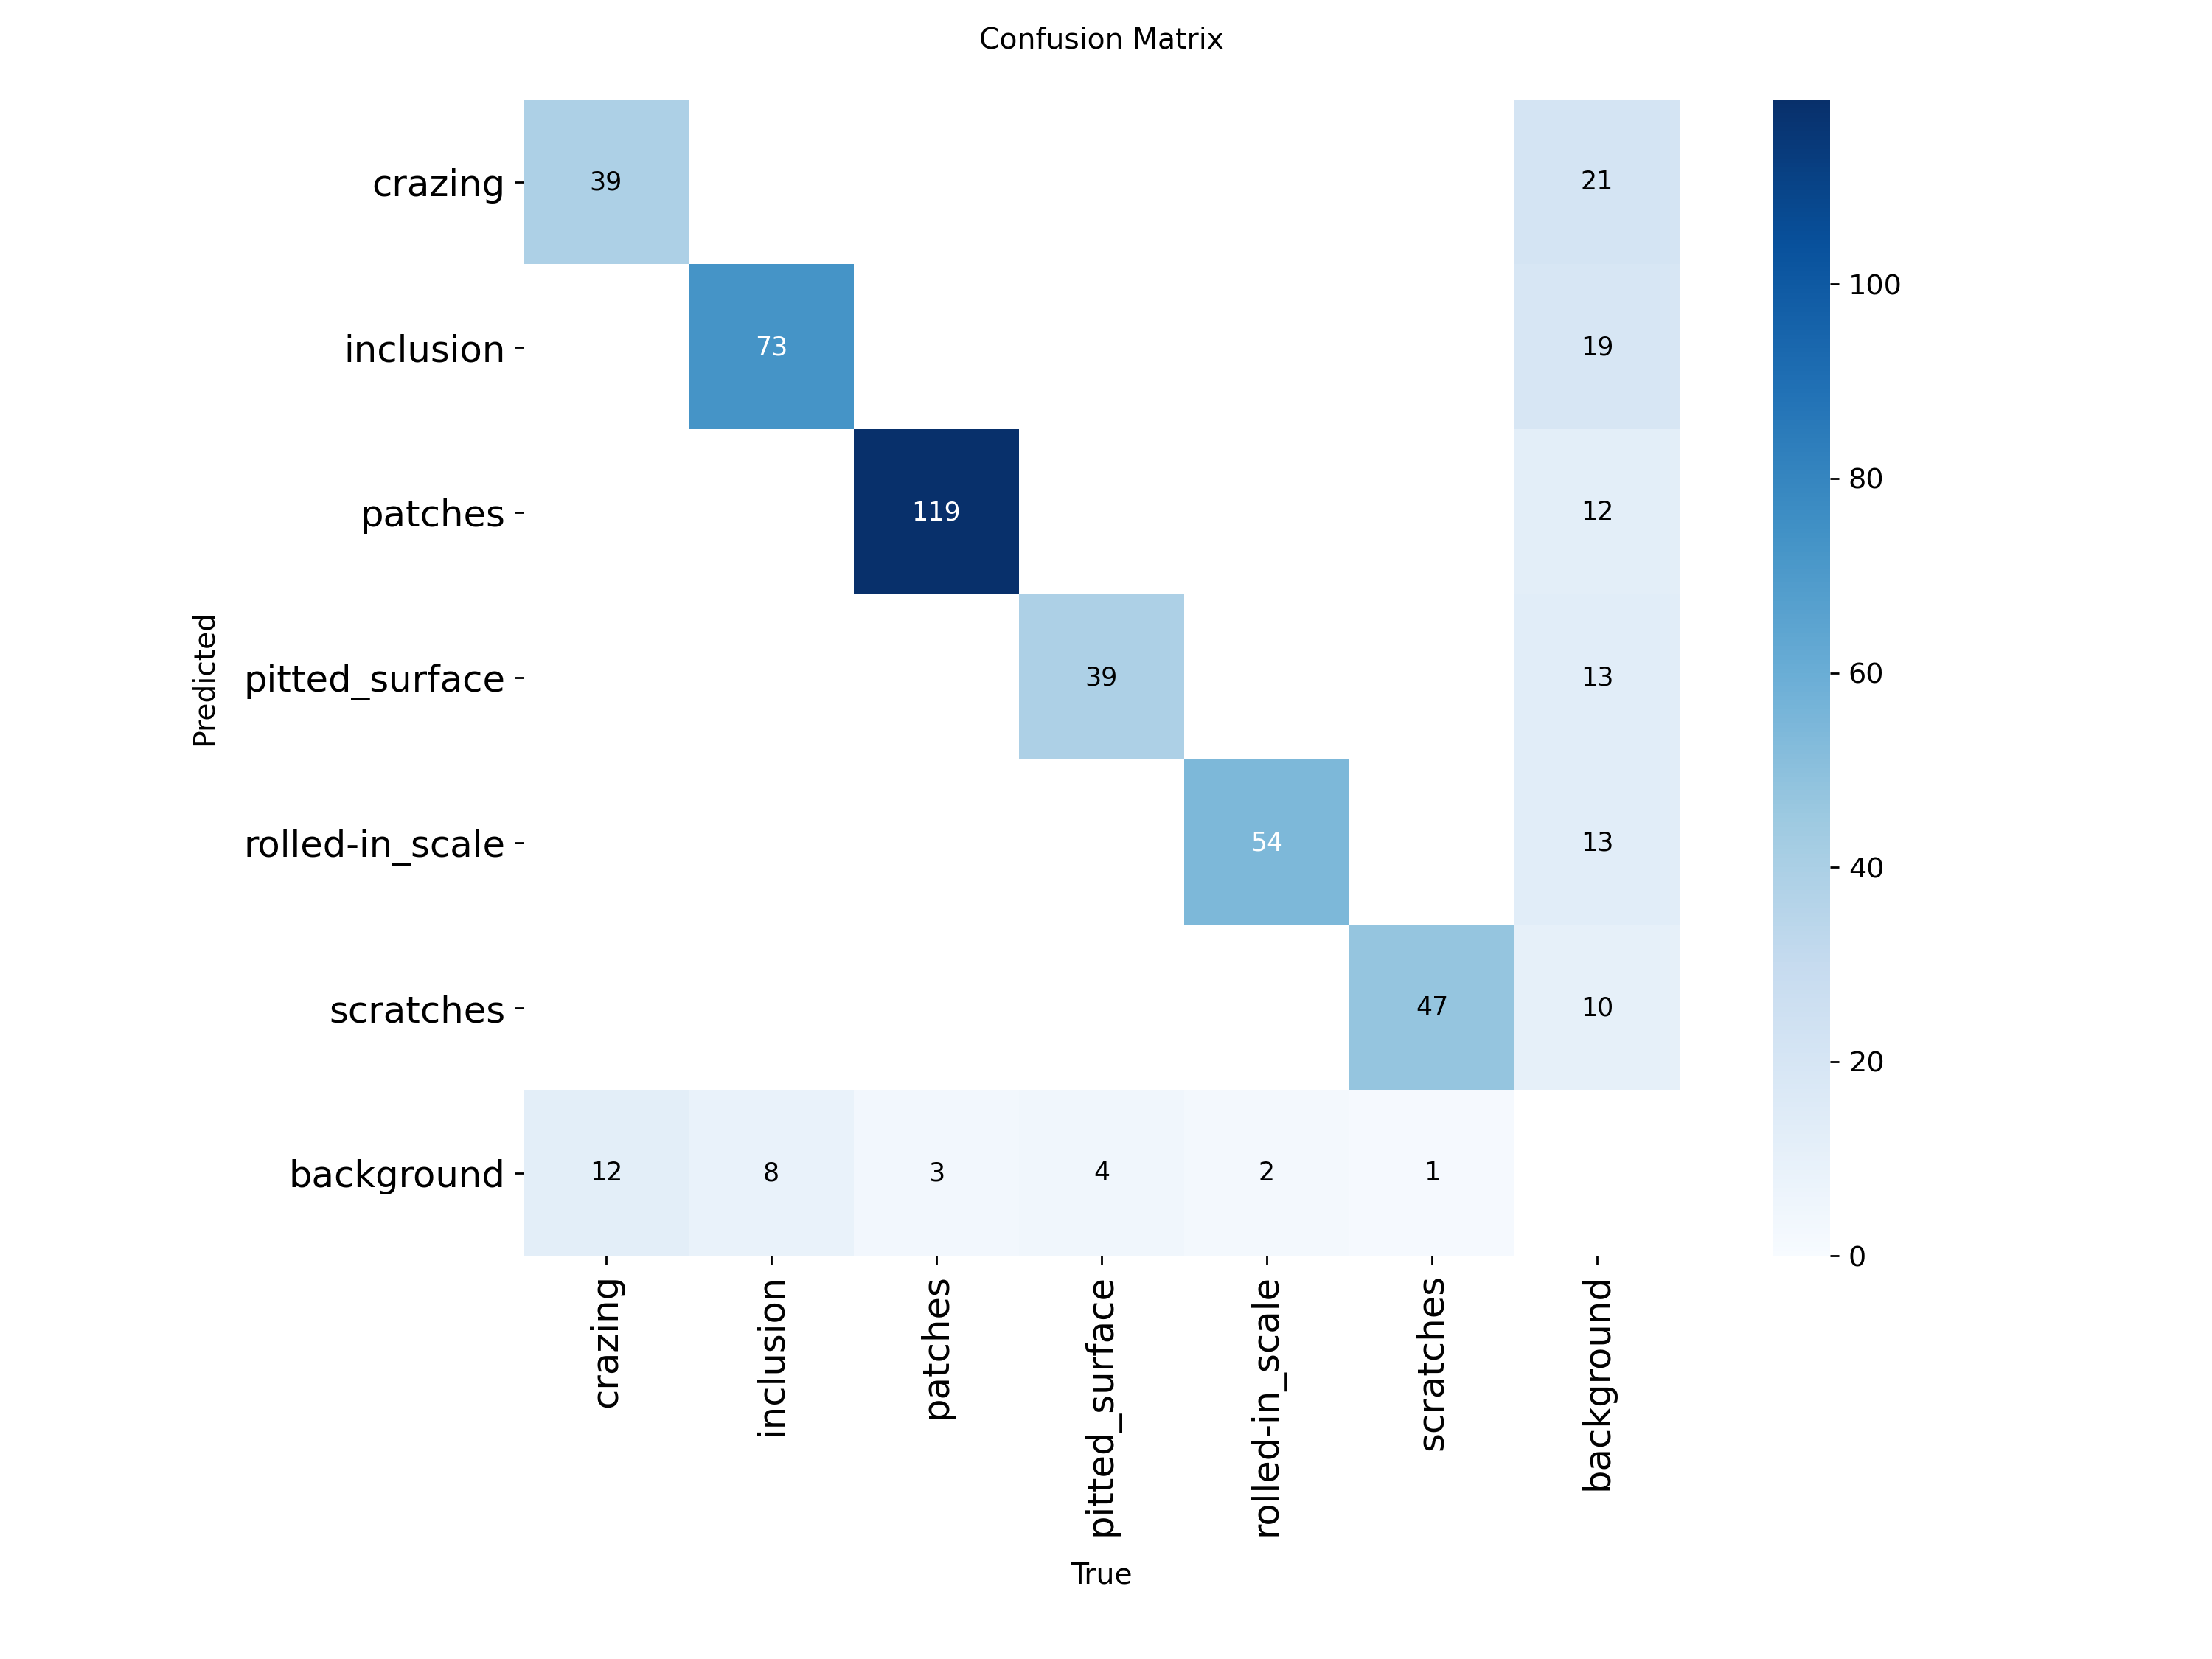 Confusion Matrix
crazing
39
21
inclusion
73
19
100
patches
119
12
80
Predicted
pitted_surface
39
13
60
rolled-in_scale
54
13
40
scratches
47
10
20
background
12
8
3
4
2
1
0
crazing
inclusion
patches
pitted_surface
rolled-in_scale
scratches
background
True